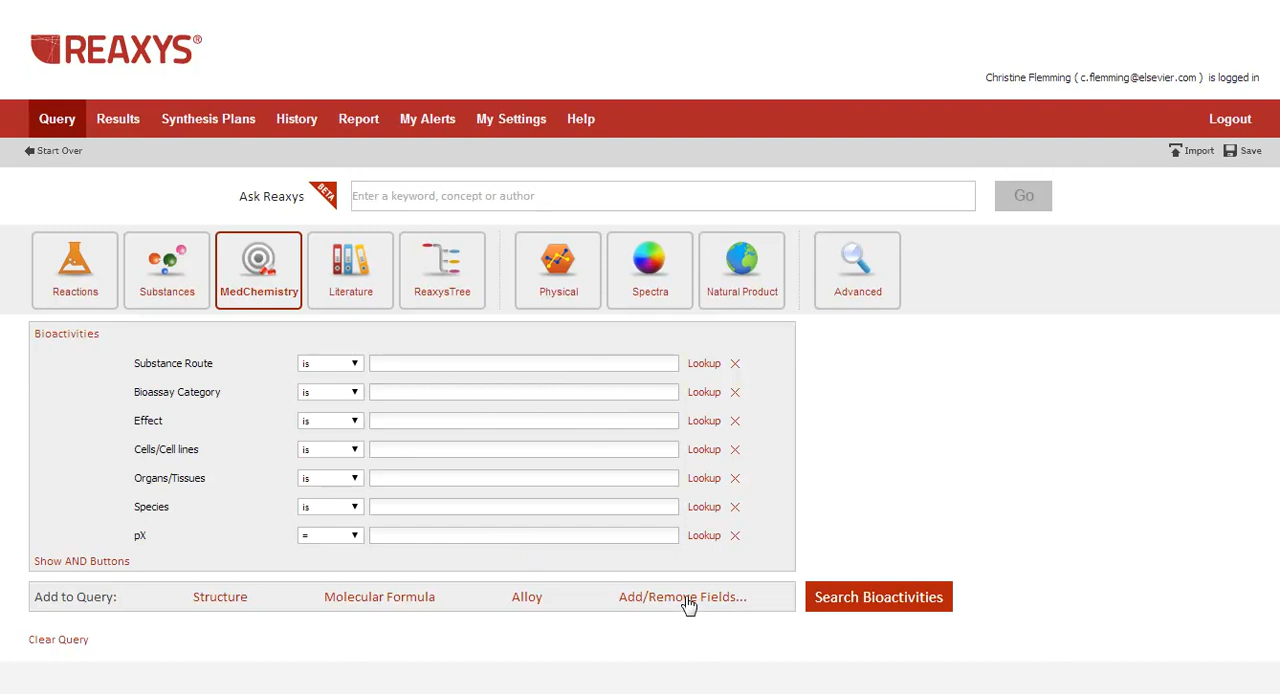 REAXYS®
Christine Flemming ( c.flemming@elsevier.com ) is logged in
Query Results Synthesis Plans History Report My Alerts My Settings Help Logout
Start Over Import Save
Ask Reaxys BETA Enter a keyword, concept or author Go
Reactions Substances MedChemistry Literature ReaxysTree Physical Spectra Natural Product Advanced
Bioactivities
Substance Route is Lookup
Bioassay Category is Lookup
Effect is Lookup
Cells/Cell lines is Lookup
Organs/Tissues is Lookup
Species is Lookup
pX = Lookup
Show AND Buttons
Add to Query: Structure Molecular Formula Alloy Add/Remove Fields... Search Bioactivities
Clear Query